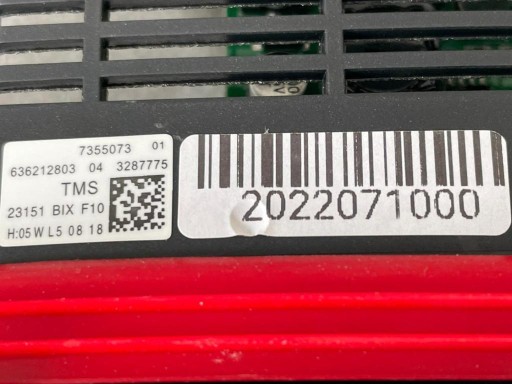 7355073 01
636212803 04 3287775
TMS
23151 BIX F10
H:05 W L5 08 18
2022071000